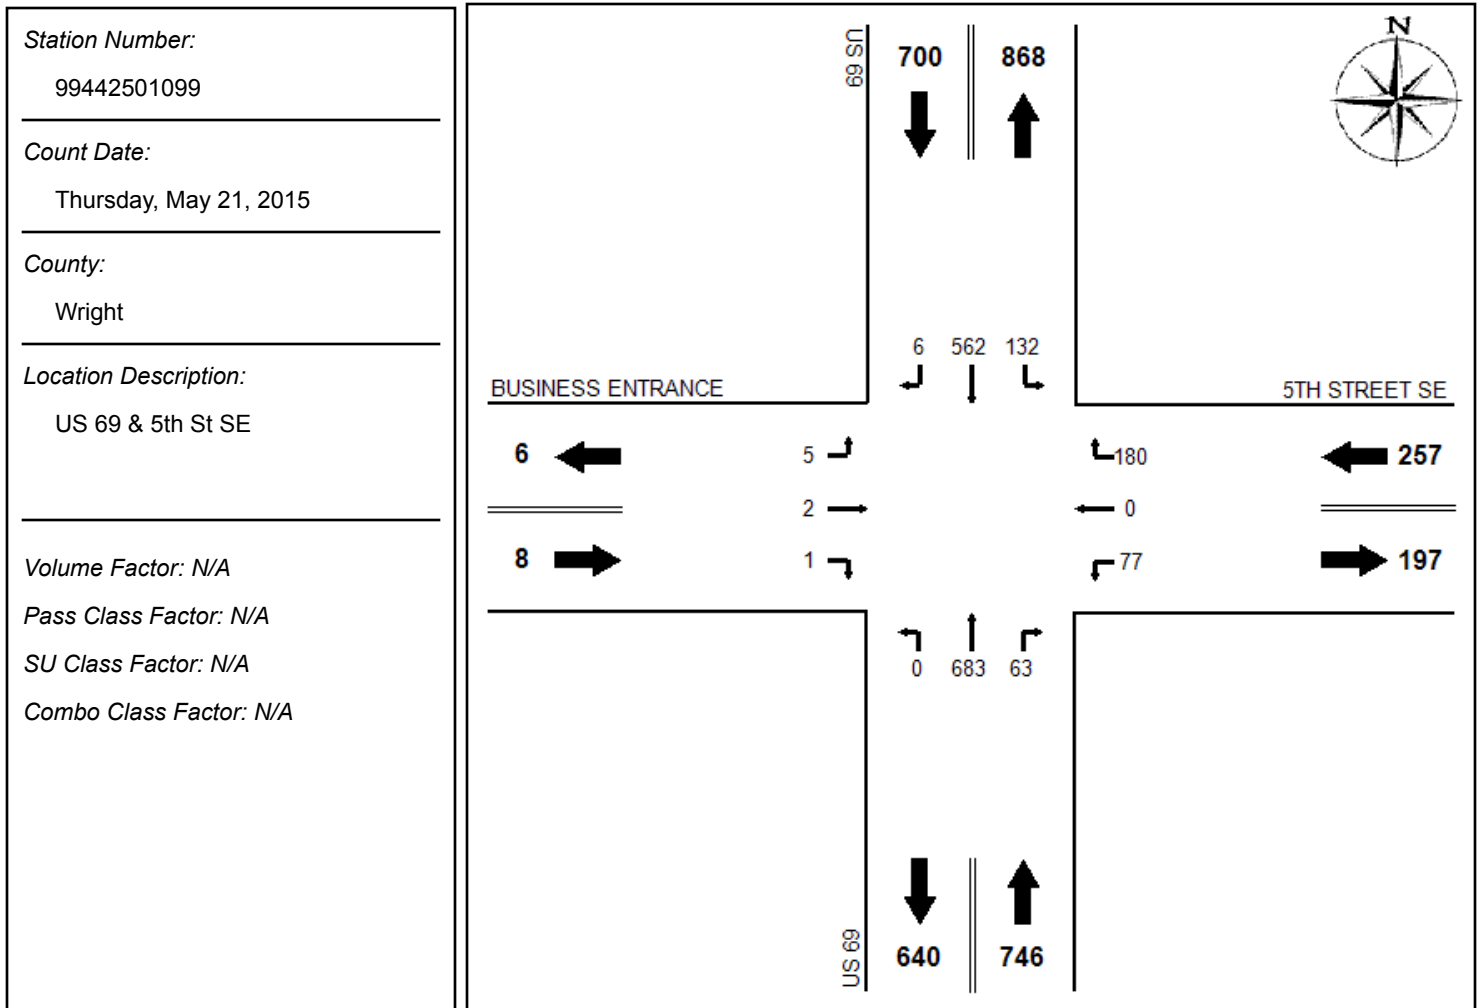 Station Number:
99442501099
Count Date:
Thursday, May 21, 2015
County:
Wright
Location Description:
US 69 & 5th St SE
Volume Factor: N/A
Pass Class Factor: N/A
SU Class Factor: N/A
Combo Class Factor: N/A
N
US 69
700 868
6 562 132
BUSINESS ENTRANCE
5TH STREET SE
6 5 180 257
2 0
8 1 77 197
0 683 63
US 69
640 746